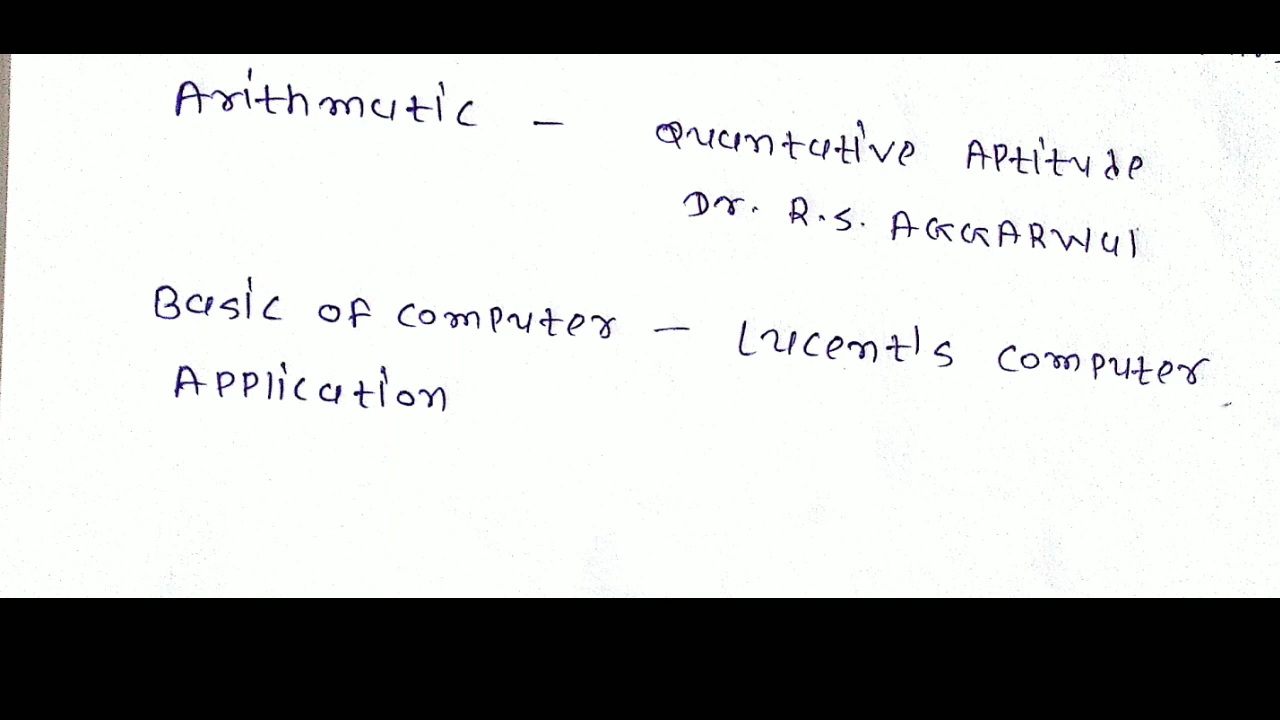 Arithmatic - Quantative Aptitude
Dr. R.S. AGGARWal
Basic of computer - Lucent's computer
Application